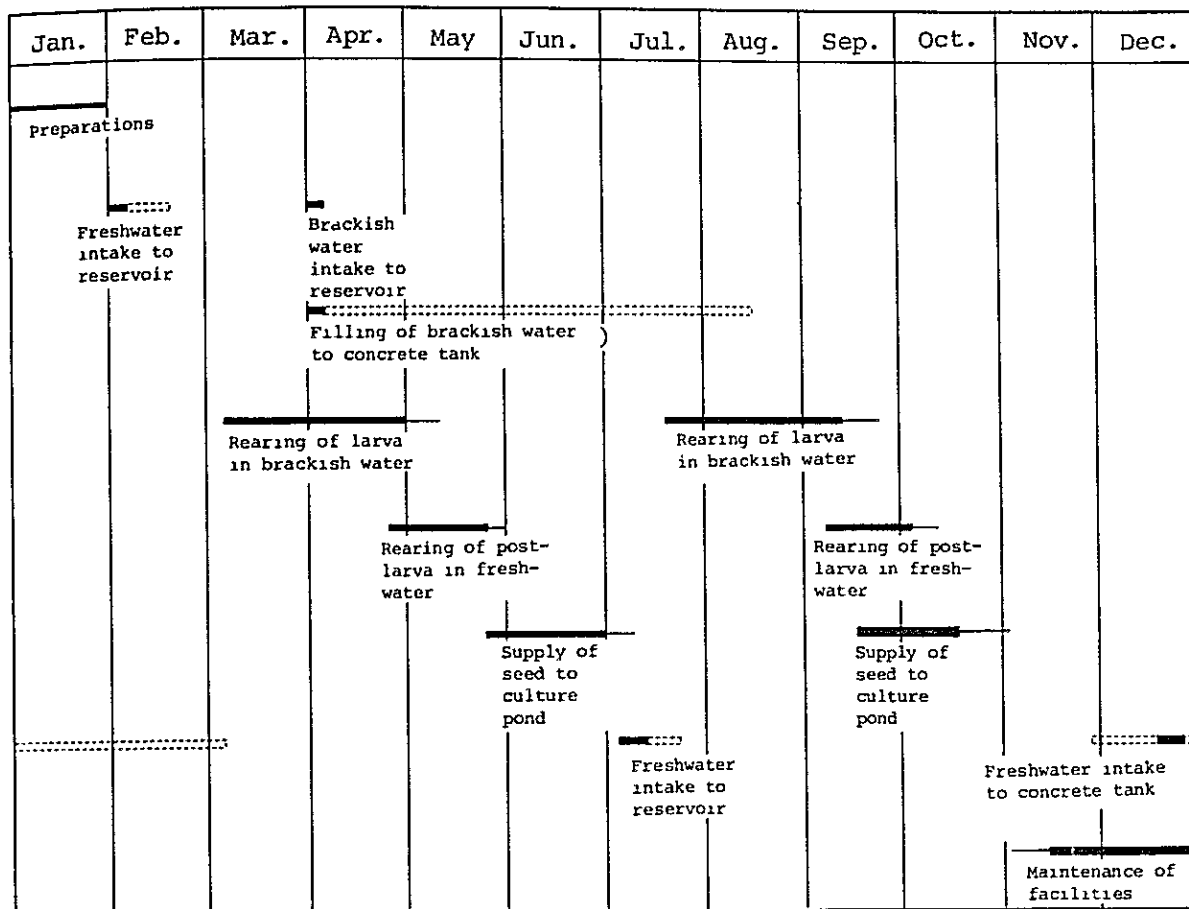 Jan. Feb. Mar. Apr. May Jun. Jul. Aug. Sep. Oct. Nov. Dec.
Preparations
Freshwater
intake to
reservoir
Brackish
water
intake to
reservoir
Filling of brackish water
to concrete tank
)
Rearing of larva
in brackish water
Rearing of larva
in brackish water
Rearing of post-
larva in fresh-
water
Rearing of post-
larva in fresh-
water
Supply of
seed to
culture
pond
Supply of
seed to
culture
pond
Freshwater
intake to
reservoir
Freshwater intake
to concrete tank
Maintenance of
facilities